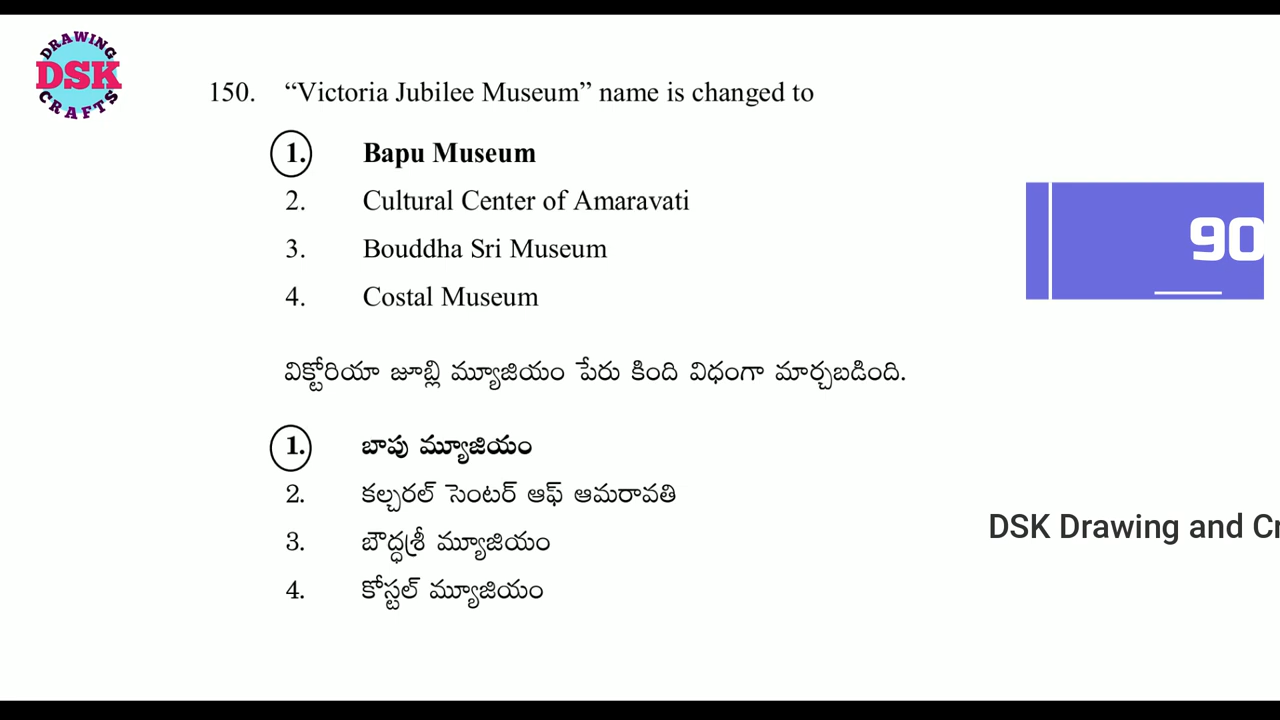 DRAWING
DSK
CRAFTS
150. “Victoria Jubilee Museum” name is changed to
1. Bapu Museum
2. Cultural Center of Amaravati
3. Bouddha Sri Museum
4. Costal Museum
90
విక్టోరియా జూబ్లి మ్యూజియం పేరు కింది విధంగా మార్చబడింది.
1. బాపు మ్యూజియం
2. కల్చరల్ సెంటర్ ఆఫ్ ఆమరావతి
3. బౌద్ధశ్రీ మ్యూజియం
4. కోస్టల్ మ్యూజియం
DSK Drawing and Cr